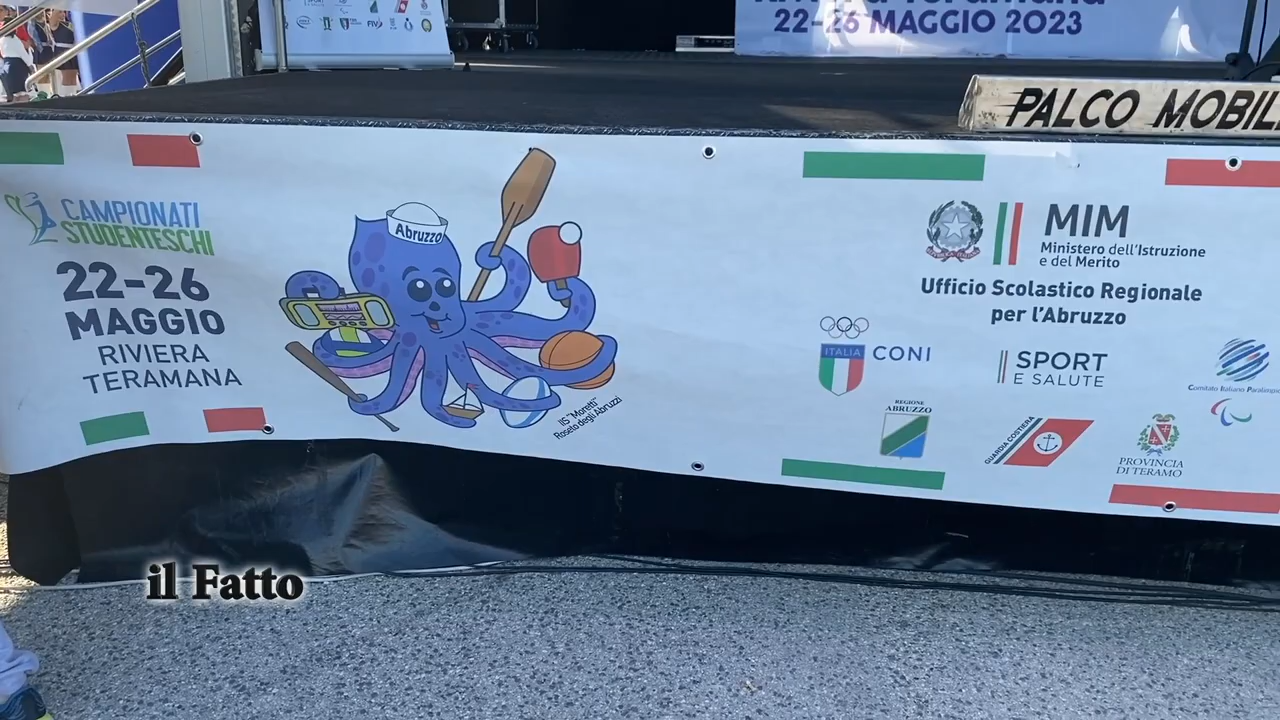 22-26 MAGGIO 2023
PALCO MOBIL
CAMPIONATI
STUDENTESCHI
22-26
MAGGIO
RIVIERA
TERAMANA
Abruzzo
IIS "Moretti"
Roseto degli Abruzzi
MIM
Ministero dell'Istruzione
e del Merito
Ufficio Scolastico Regionale
per l'Abruzzo
ITALIA
CONI
SPORT
E SALUTE
Comitato Italiano Paralimpico
REGIONE
ABRUZZO
GUARDIA COSTIERA
PROVINCIA
DI TERAMO
il Fatto